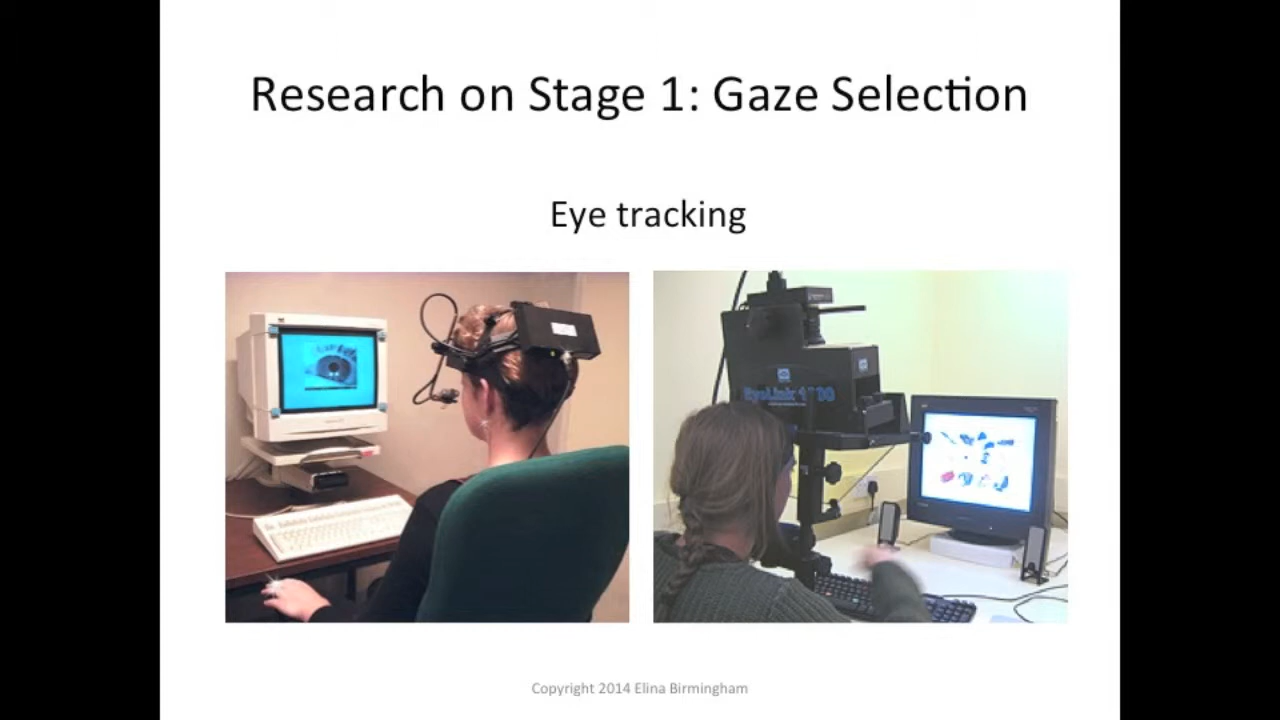 Research on Stage 1: Gaze Selection
Eye tracking
Copyright 2014 Elina Birmingham